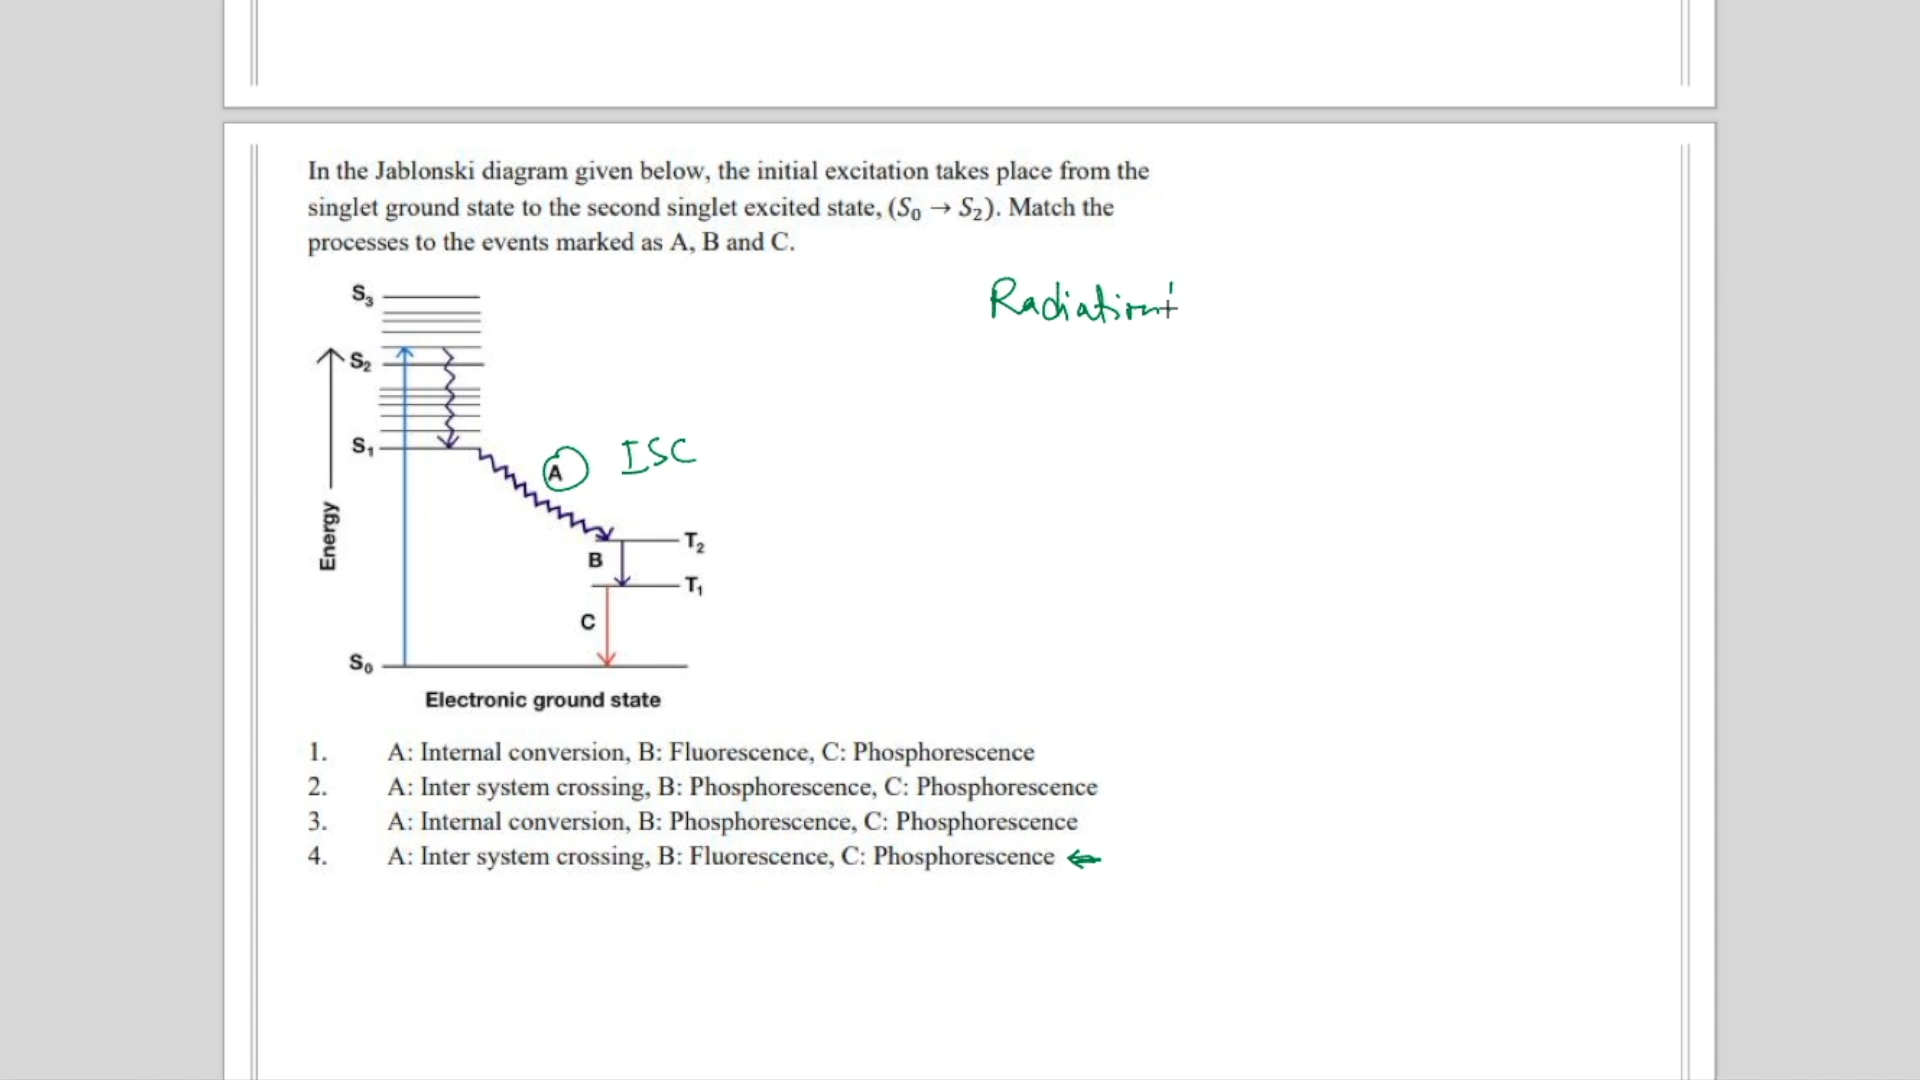 In the Jablonski diagram given below, the initial excitation takes place from the
singlet ground state to the second singlet excited state, (S₀ → S₂). Match the
processes to the events marked as A, B and C.
Radiation
S₃
S₂
S₁
A ISC
Energy
T₂
B
T₁
C
S₀
Electronic ground state
1. A: Internal conversion, B: Fluorescence, C: Phosphorescence
2. A: Inter system crossing, B: Phosphorescence, C: Phosphorescence
3. A: Internal conversion, B: Phosphorescence, C: Phosphorescence
4. A: Inter system crossing, B: Fluorescence, C: Phosphorescence